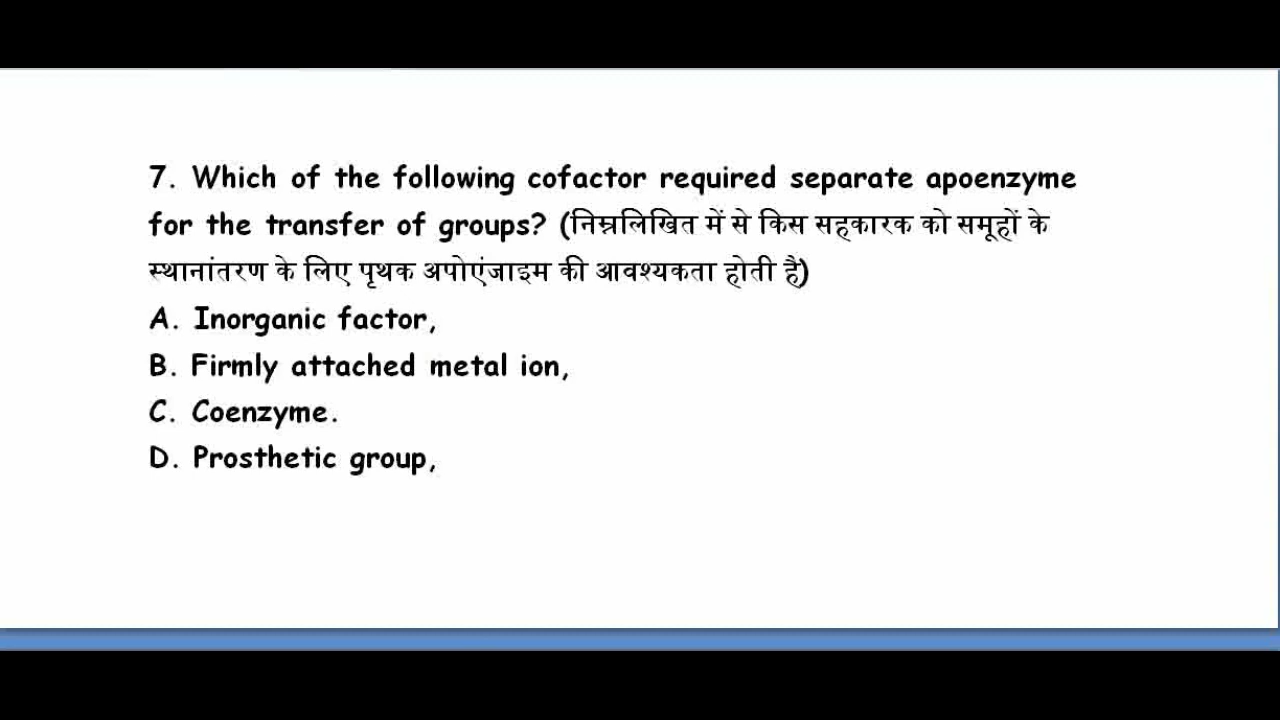 7. Which of the following cofactor required separate apoenzyme
for the transfer of groups? (निम्नलिखित में से किस सहकारक को समूहों के
स्थानांतरण के लिए पृथक अपोएंजाइम की आवश्यकता होती है)
A. Inorganic factor,
B. Firmly attached metal ion,
C. Coenzyme.
D. Prosthetic group,